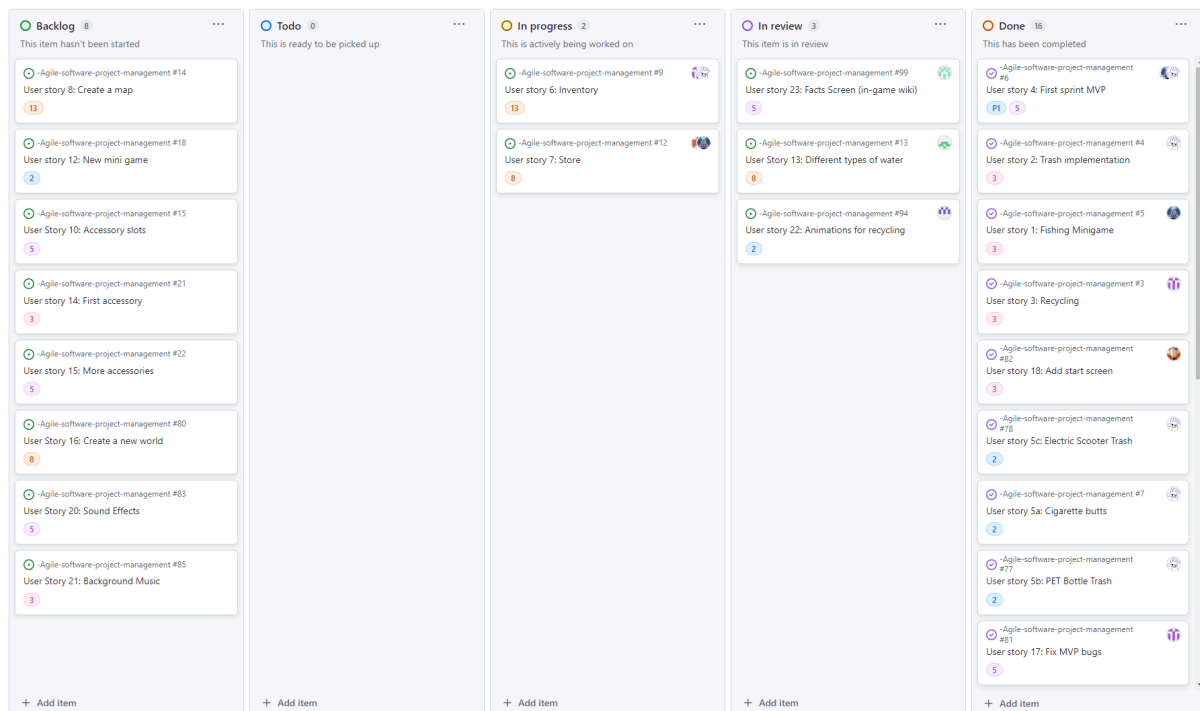 Backlog 8 ...
This item hasn't been started
-Agile-software-project-management #14
User story 8: Create a map
13
-Agile-software-project-management #18
User story 12: New mini game
2
-Agile-software-project-management #15
User Story 10: Accessory slots
5
-Agile-software-project-management #21
User story 14: First accessory
3
-Agile-software-project-management #22
User story 15: More accessories
5
-Agile-software-project-management #80
User Story 16: Create a new world
8
-Agile-software-project-management #83
User Story 20: Sound Effects
5
-Agile-software-project-management #85
User Story 21: Background Music
3
+ Add item
Todo 0 ...
This is ready to be picked up
+ Add item
In progress 2 ...
This is actively being worked on
-Agile-software-project-management #9
User story 6: Inventory
13
-Agile-software-project-management #12
User story 7: Store
8
+ Add item
In review 3 ...
This item is in review
-Agile-software-project-management #99
User story 23: Facts Screen (in-game wiki)
5
-Agile-software-project-management #13
User Story 13: Different types of water
8
-Agile-software-project-management #94
User story 22: Animations for recycling
2
+ Add item
Done 16 ...
This has been completed
-Agile-software-project-management
#6
User story 4: First sprint MVP
P1 5
-Agile-software-project-management #4
User story 2: Trash implementation
3
-Agile-software-project-management #5
User story 1: Fishing Minigame
3
-Agile-software-project-management #3
User story 3: Recycling
3
-Agile-software-project-management
#82
User story 18: Add start screen
3
-Agile-software-project-management
#78
User story 5c: Electric Scooter Trash
2
-Agile-software-project-management #7
User story 5a: Cigarette butts
2
-Agile-software-project-management
#77
User story 5b: PET Bottle Trash
2
-Agile-software-project-management
#81
User story 17: Fix MVP bugs
5
+ Add item